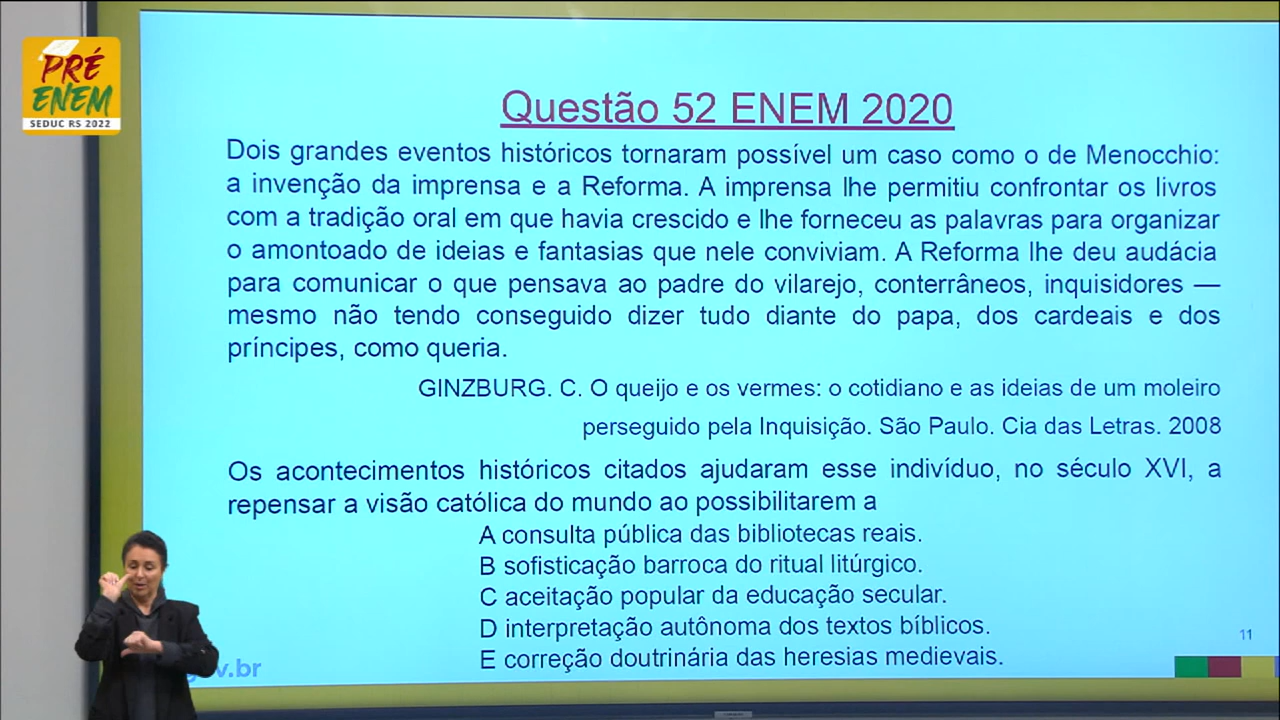 PRÉ
ENEM
SEDUC RS 2022
Questão 52 ENEM 2020
Dois grandes eventos históricos tornaram possível um caso como o de Menocchio:
a invenção da imprensa e a Reforma. A imprensa lhe permitiu confrontar os livros
com a tradição oral em que havia crescido e lhe forneceu as palavras para organizar
o amontoado de ideias e fantasias que nele conviviam. A Reforma lhe deu audácia
para comunicar o que pensava ao padre do vilarejo, conterrâneos, inquisidores —
mesmo não tendo conseguido dizer tudo diante do papa, dos cardeais e dos
príncipes, como queria.
GINZBURG. C. O queijo e os vermes: o cotidiano e as ideias de um moleiro
perseguido pela Inquisição. São Paulo. Cia das Letras. 2008
Os acontecimentos históricos citados ajudaram esse indivíduo, no século XVI, a
repensar a visão católica do mundo ao possibilitarem a
A consulta pública das bibliotecas reais.
B sofisticação barroca do ritual litúrgico.
C aceitação popular da educação secular.
D interpretação autônoma dos textos bíblicos.
E correção doutrinária das heresias medievais.
11